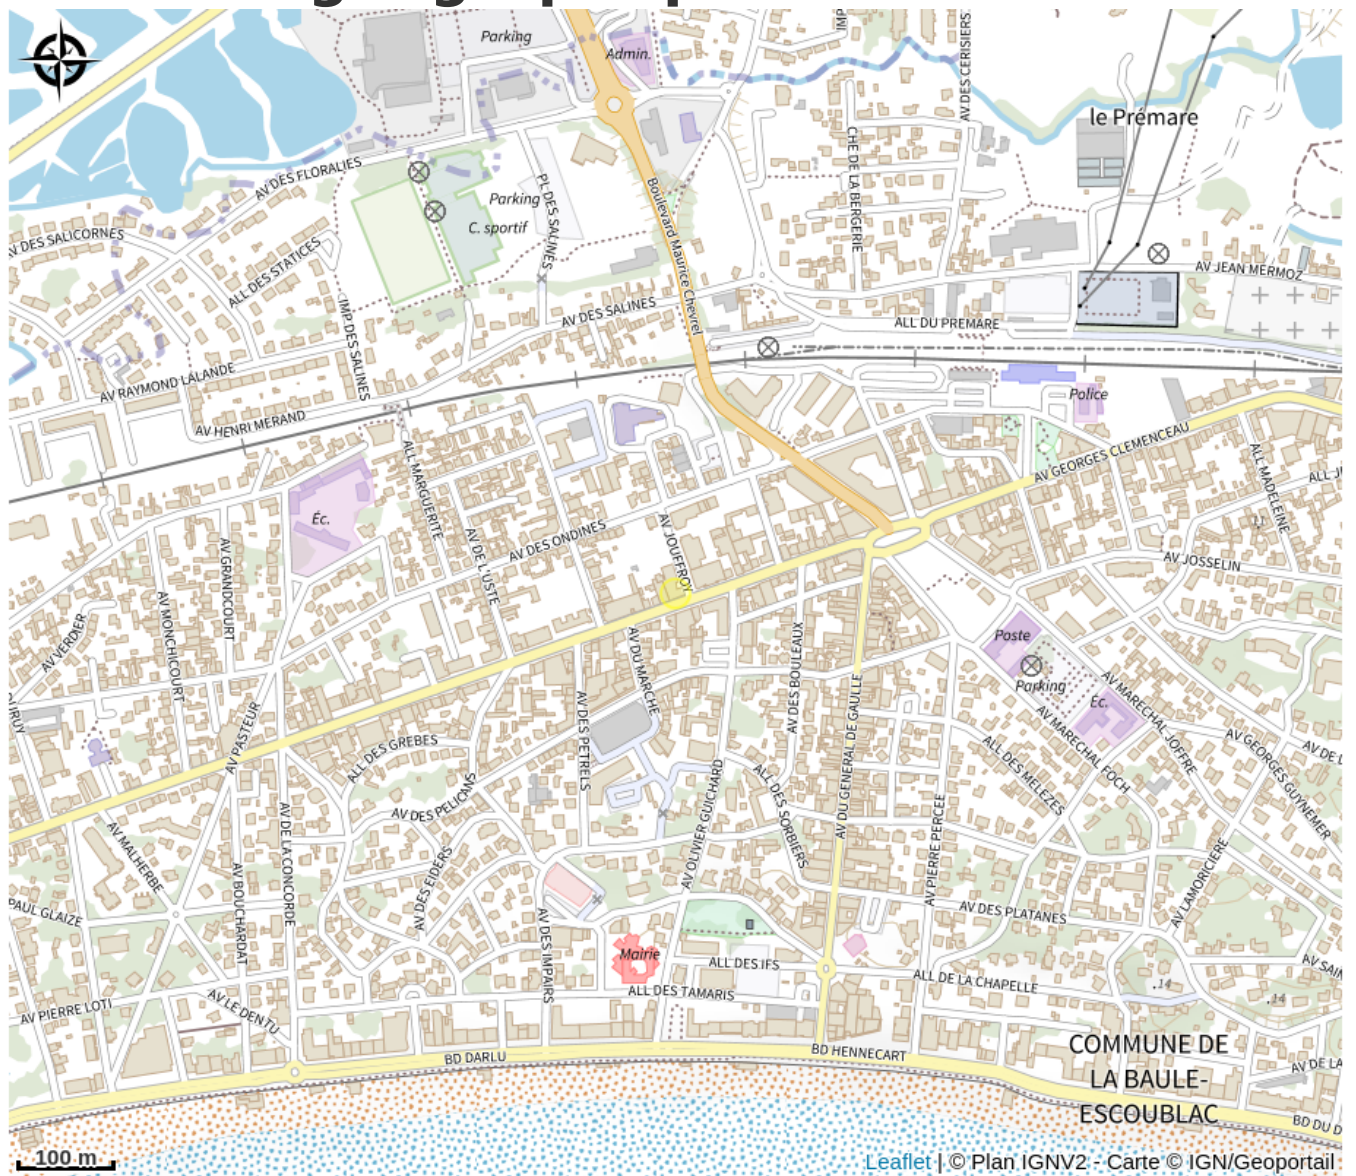 Parking
Admin.
AV DES CERISIERS
le Prémare
AV DES FLORALIES
CHE DE LA BERGERIE
PL DES SALINES
Parking
C. sportif
Boulevard Maurice Chevrel
AV DES SALICORNES
ALL DES STATICES
AV JEAN MERMOZ
IMP DES SALINES
AV DES SALINES
ALL DU PREMARE
AV RAYMOND LALANDE
Police
AV HENRI MERAND
AV GEORGES CLEMENCEAU
ALL MARGUERITE
ALL MADELEINE
Éc.
AV DES ONDINES
AV JOUFFROY
11
AV GRANDCOURT
AV DE L'USTE
AV JOSSELIN
AV MONCHICOURT
AV VERDIER
AV DU MARCHE
AV DES BOULEAUX
Poste
Parking
Éc.
AV MARECHAL JOFFRE
AV PASTEUR
AV DES PETRELS
AV DU GENERAL DE GAULLE
AV MARECHAL FOCH
ALL DES GREBES
ALL DES MELEZES
AV GEORGES GUYNEMER
AV DES PELICANS
AV OLIVIER GUICHARD
ALL DES SORBIERS
AV MALHERBE
AV DE LA CONCORDE
AV PIERRE PERCEE
AV BOUCHARDAT
AV DES EIDERS
AV LAMORICIERE
PAUL GLAIZE
AV DES IMPAIRS
AV DES PLATANES
Mairie
ALL DES IFS
ALL DE LA CHAPELLE
.14
.14
AV PIERRE LOTI
AV LE DENTU
ALL DES TAMARIS
BD DARLU
BD HENNECART
COMMUNE DE
LA BAULE-
ESCOUBLAC
BD DU D
100 m
Leaflet | © Plan IGNV2 - Carte © IGN/Geoportail